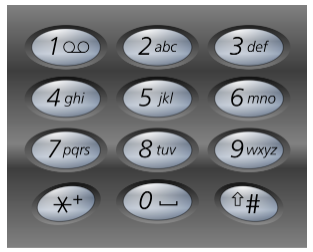 1 2 abc 3 def
4 ghi 5 jkl 6 mno
7 pqrs 8 tuv 9 wxyz
*+ 0 ⇧#